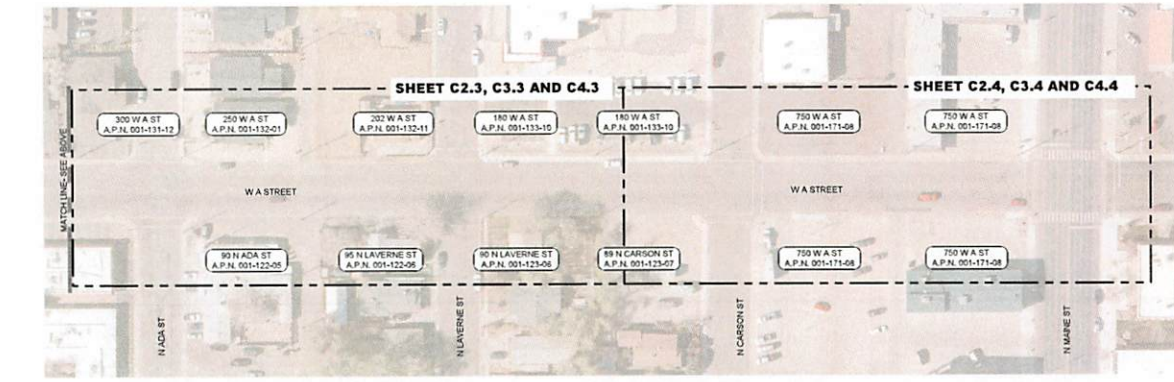 SHEET C2.3, C3.3 AND C4.3
SHEET C2.4, C3.4 AND C4.4
300 W A ST
A.P.N. 001-131-12
250 W A ST
A.P.N. 001-132-01
202 W A ST
A.P.N. 001-132-11
180 W A ST
A.P.N. 001-133-10
180 W A ST
A.P.N. 001-133-10
750 W A ST
A.P.N. 001-171-08
750 W A ST
A.P.N. 001-171-08
MATCH LINE- SEE ABOVE
W A STREET
W A STREET
90 N ADA ST
A.P.N. 001-122-05
95 N LAVERNE ST
A.P.N. 001-122-06
90 N LAVERNE ST
A.P.N. 001-123-06
89 N CARSON ST
A.P.N. 001-123-07
750 W A ST
A.P.N. 001-171-08
750 W A ST
A.P.N. 001-171-08
N ADA ST
N LAVERNE ST
N CARSON ST
N MAINE ST